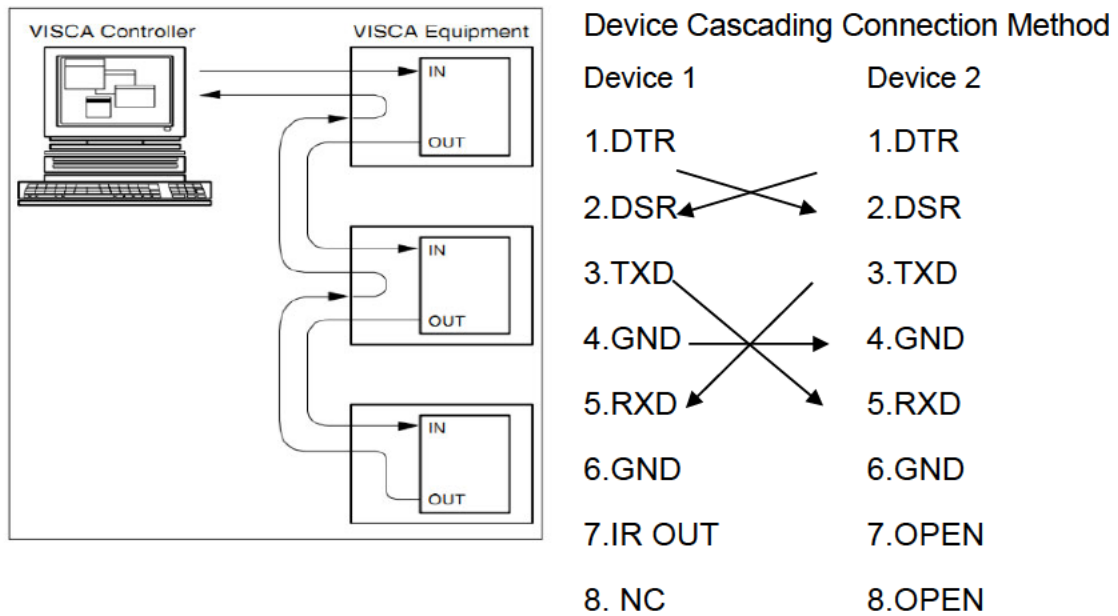 VISCA Controller
VISCA Equipment
IN
OUT
IN
OUT
IN
OUT
Device Cascading Connection Method
Device 1 Device 2
1.DTR 1.DTR
2.DSR 2.DSR
3.TXD 3.TXD
4.GND 4.GND
5.RXD 5.RXD
6.GND 6.GND
7.IR OUT 7.OPEN
8. NC 8.OPEN